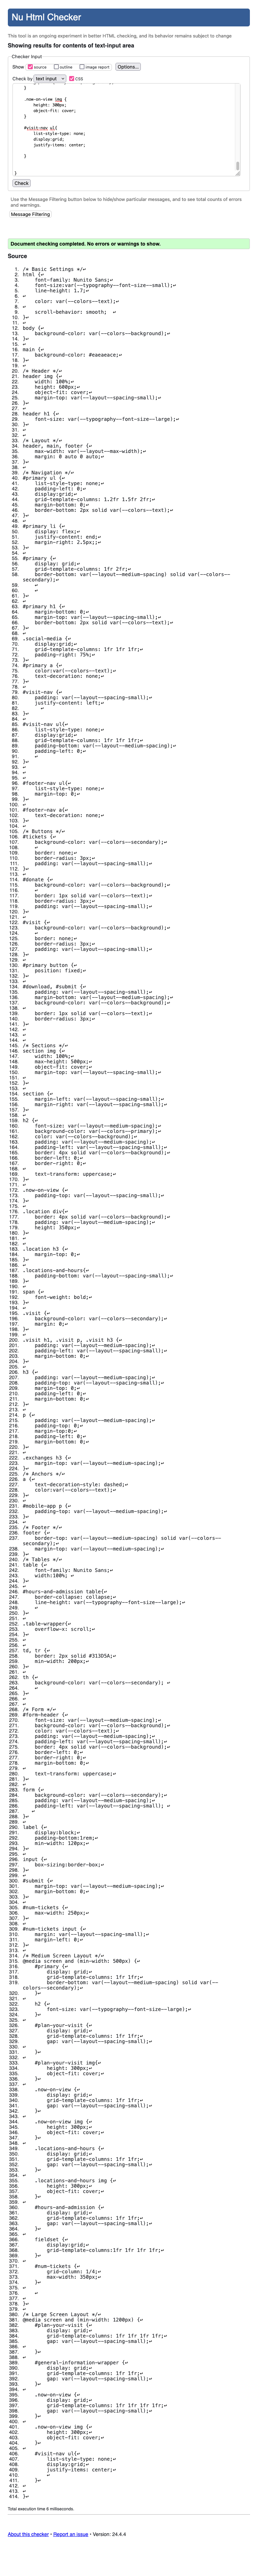 Nu Html Checker
This tool is an ongoing experiment in better HTML checking, and its behavior remains subject to change
Showing results for contents of text-input area
Checker Input
Show source outline image report Options...
Check by text input CSS
}
.now-on-view img {
height: 300px;
object-fit: cover;
}
#visit-nav ul{
list-style-type: none;
display:grid;
justify-items: center;
}
}
Check
Use the Message Filtering button below to hide/show particular messages, and to see total counts of errors and warnings.
Message Filtering
Document checking completed. No errors or warnings to show.
Source
1. /* Basic Settings */↩
2. html {↩
3. font-family: Nunito Sans;↩
4. font-size:var(--typography--font-size--small);↩
5. line-height: 1.7;↩
6. ↩
7. color: var(--colors--text);↩
8. ↩
9. scroll-behavior: smooth; ↩
10. }↩
11. ↩
12. body {↩
13. background-color: var(--colors--background);↩
14. }↩
15. ↩
16. main {↩
17. background-color: #eaeaeace;↩
18. }↩
19. ↩
20. /* Header */↩
21. header img {↩
22. width: 100%;↩
23. height: 600px;↩
24. object-fit: cover;↩
25. margin-top: var(--layout--spacing-small);↩
26. }↩
27. ↩
28. header h1 {↩
29. font-size: var(--typography--font-size--large);↩
30. }↩
31. ↩
32. ↩
33. /* Layout */↩
34. header, main, footer {↩
35. max-width: var(--layout--max-width);↩
36. margin: 0 auto 0 auto;↩
37. }↩
38. ↩
39. /* Navigation */↩
40. #primary ul {↩
41. list-style-type: none;↩
42. padding-left: 0;↩
43. display:grid;↩
44. grid-template-columns: 1.2fr 1.5fr 2fr;↩
45. margin-bottom: 0;↩
46. border-bottom: 2px solid var(--colors--text);↩
47. }↩
48. ↩
49. #primary li {↩
50. display: flex;↩
51. justify-content: end;↩
52. margin-right: 2.5px;;↩
53. }↩
54. ↩
55. #primary {↩
56. display: grid;↩
57. grid-template-columns: 1fr 2fr;↩
58. border-bottom: var(--layout--medium-spacing) solid var(--colors--secondary);↩
59. ↩
60. ↩
61. }↩
62. ↩
63. #primary h1 {↩
64. margin-bottom: 0;↩
65. margin-top: var(--layout--spacing-small);↩
66. border-bottom: 2px solid var(--colors--text);↩
67. }↩
68. ↩
69. .social-media {↩
70. display:grid;↩
71. grid-template-columns: 1fr 1fr 1fr;↩
72. padding-right: 75%;↩
73. }↩
74. #primary a {↩
75. color:var(--colors--text);↩
76. text-decoration: none;↩
77. }↩
78. ↩
79. #visit-nav {↩
80. padding: var(--layout--spacing-small);↩
81. justify-content: left;↩
82. ↩
83. }↩
84. ↩
85. #visit-nav ul{↩
86. list-style-type: none;↩
87. display:grid;↩
88. grid-template-columns: 1fr 1fr 1fr;↩
89. padding-bottom: var(--layout--medium-spacing);↩
90. padding-left: 0;↩
91. ↩
92. }↩
93. ↩
94. ↩
95. ↩
96. #footer-nav ul{↩
97. list-style-type: none;↩
98. margin-top: 0;↩
99. }↩
100. ↩
101. #footer-nav a{↩
102. text-decoration: none;↩
103. }↩
104. ↩
105. /* Buttons */↩
106. #tickets {↩
107. background-color: var(--colors--secondary);↩
108. ↩
109. border: none;↩
110. border-radius: 3px;↩
111. padding: var(--layout--spacing-small);↩
112. }↩
113. ↩
114. #donate {↩
115. background-color: var(--colors--background);↩
116. ↩
117. border: 1px solid var(--colors--text);↩
118. border-radius: 3px;↩
119. padding: var(--layout--spacing-small);↩
120. }↩
121. ↩
122. #visit {↩
123. background-color: var(--colors--background);↩
124. ↩
125. border: none;↩
126. border-radius: 3px;↩
127. padding: var(--layout--spacing-small);↩
128. }↩
129. ↩
130. #primary button {↩
131. position: fixed;↩
132. }↩
133. ↩
134. #download, #submit {↩
135. padding: var(--layout--spacing-small);↩
136. margin-bottom: var(--layout--medium-spacing);↩
137. background-color: var(--colors--background);↩
138. ↩
139. border: 1px solid var(--colors--text);↩
140. border-radius: 3px;↩
141. }↩
142. ↩
143. ↩
144. ↩
145. /* Sections */↩
146. section img {↩
147. width: 100%;↩
148. max-height: 500px;↩
149. object-fit: cover;↩
150. margin-top: var(--layout--spacing-small);↩
151. ↩
152. }↩
153. ↩
154. section {↩
155. margin-left: var(--layout--spacing-small);↩
156. margin-right: var(--layout--spacing-small);↩
157. }↩
158. ↩
159. h2 {↩
160. font-size: var(--layout--medium-spacing);↩
161. background-color: var(--colors--primary);↩
162. color: var(--colors--background);↩
163. padding: var(--layout--medium-spacing);↩
164. padding-left: var(--layout--spacing-small);↩
165. border: 4px solid var(--colors--background);↩
166. border-left: 0;↩
167. border-right: 0;↩
168. ↩
169. text-transform: uppercase;↩
170. }↩
171. ↩
172. .now-on-view {↩
173. padding-top: var(--layout--spacing-small);↩
174. }↩
175. ↩
176. .location div{↩
177. border: 4px solid var(--colors--background);↩
178. padding: var(--layout--medium-spacing);↩
179. height: 350px;↩
180. }↩
181. ↩
182. ↩
183. .location h3 {↩
184. margin-top: 0;↩
185. }↩
186. ↩
187. .locations-and-hours{↩
188. padding-bottom: var(--layout--spacing-small);↩
189. }↩
190. ↩
191. span {↩
192. font-weight: bold;↩
193. }↩
194. ↩
195. .visit {↩
196. background-color: var(--colors--secondary);↩
197. margin: 0;↩
198. }↩
199. ↩
200. .visit h1, .visit p, .visit h3 {↩
201. padding: var(--layout--medium-spacing);↩
202. padding-left: var(--layout--spacing-small);↩
203. margin-bottom: 0;↩
204. }↩
205. ↩
206. h3 {↩
207. padding: var(--layout--medium-spacing);↩
208. padding-top: var(--layout--spacing-small);↩
209. margin-top: 0;↩
210. padding-left: 0;↩
211. margin-bottom: 0;↩
212. }↩
213. ↩
214. p {↩
215. padding: var(--layout--medium-spacing);↩
216. padding-top: 0;↩
217. margin-top:0;↩
218. padding-left: 0;↩
219. margin-bottom: 0;↩
220. }↩
221. ↩
222. .exchanges h3 {↩
223. margin-top: var(--layout--medium-spacing);↩
224. }↩
225. /* Anchors */↩
226. a {↩
227. text-decoration-style: dashed;↩
228. color:var(--colors--text);↩
229. }↩
230. ↩
231. #mobile-app p {↩
232. padding-top: var(--layout--medium-spacing);↩
233. }↩
234. ↩
235. /* Footer */↩
236. footer {↩
237. border-top: var(--layout--medium-spacing) solid var(--colors--secondary);↩
238. margin-top: var(--layout--medium-spacing);↩
239. }↩
240. /* Tables */↩
241. table {↩
242. font-family: Nunito Sans;↩
243. width:100%; ↩
244. }↩
245. ↩
246. #hours-and-admission table{↩
247. border-collapse: collapse;↩
248. line-height: var(--typography--font-size--large);↩
249. ↩
250. }↩
251. ↩
252. .table-wrapper{↩
253. overflow-x: scroll;↩
254. }↩
255. ↩
256. ↩
257. td, tr {↩
258. border: 2px solid #31305A;↩
259. min-width: 200px;↩
260. }↩
261. ↩
262. th {↩
263. background-color: var(--colors--secondary); ↩
264. ↩
265. }↩
266. ↩
267. ↩
268. /* Form */↩
269. #form-header {↩
270. font-size: var(--layout--medium-spacing);↩
271. background-color: var(--colors--background);↩
272. color: var(--colors--text);↩
273. padding: var(--layout--medium-spacing);↩
274. padding-left: var(--layout--spacing-small);↩
275. border: 4px solid var(--colors--background);↩
276. border-left: 0;↩
277. border-right: 0;↩
278. margin-bottom: 0;↩
279. ↩
280. text-transform: uppercase;↩
281. }↩
282. ↩
283. form {↩
284. background-color: var(--colors--secondary);↩
285. padding: var(--layout--medium-spacing);↩
286. padding-left: var(--layout--spacing-small); ↩
287. ↩
288. }↩
289. ↩
290. label {↩
291. display:block;↩
292. padding-bottom:1rem;↩
293. min-width: 120px;↩
294. }↩
295. ↩
296. input {↩
297. box-sizing:border-box;↩
298. }↩
299. ↩
300. #submit {↩
301. margin-top: var(--layout--medium-spacing);↩
302. margin-bottom: 0;↩
303. }↩
304. ↩
305. #num-tickets {↩
306. max-width: 250px;↩
307. }↩
308. ↩
309. #num-tickets input {↩
310. margin: var(--layout--spacing-small);↩
311. margin-left: 0;↩
312. }↩
313. ↩
314. /* Medium Screen Layout */↩
315. @media screen and (min-width: 500px) {↩
316. #primary {↩
317. display: grid;↩
318. grid-template-columns: 1fr 1fr;↩
319. border-bottom: var(--layout--medium-spacing) solid var(--colors--secondary);↩
320. }↩
321. ↩
322. h2 {↩
323. font-size: var(--typography--font-size--large);↩
324. }↩
325. ↩
326. #plan-your-visit {↩
327. display: grid;↩
328. grid-template-columns: 1fr 1fr;↩
329. gap: var(--layout--spacing-small);↩
330. ↩
331. }↩
332. ↩
333. #plan-your-visit img{↩
334. height: 300px;↩
335. object-fit: cover;↩
336. }↩
337. ↩
338. .now-on-view {↩
339. display: grid;↩
340. grid-template-columns: 1fr 1fr;↩
341. gap: var(--layout--spacing-small);↩
342. }↩
343. ↩
344. .now-on-view img {↩
345. height: 300px;↩
346. object-fit: cover;↩
347. }↩
348. ↩
349. .locations-and-hours {↩
350. display: grid;↩
351. grid-template-columns: 1fr 1fr;↩
352. gap: var(--layout--spacing-small);↩
353. }↩
354. ↩
355. .locations-and-hours img {↩
356. height: 300px;↩
357. object-fit: cover;↩
358. }↩
359. ↩
360. #hours-and-admission {↩
361. display: grid;↩
362. grid-template-columns: 1fr 1fr;↩
363. gap: var(--layout--spacing-small);↩
364. }↩
365. ↩
366. fieldset {↩
367. display:grid;↩
368. grid-template-columns:1fr 1fr 1fr 1fr;↩
369. }↩
370. ↩
371. #num-tickets {↩
372. grid-column: 1/4;↩
373. max-width: 350px;↩
374. }↩
375. ↩
376. ↩
377. ↩
378. }↩
379. ↩
380. /* Large Screen Layout */↩
381. @media screen and (min-width: 1200px) {↩
382. #plan-your-visit {↩
383. display: grid;↩
384. grid-template-columns: 1fr 1fr 1fr 1fr;↩
385. gap: var(--layout--spacing-small);↩
386. ↩
387. }↩
388. ↩
389. #general-information-wrapper {↩
390. display: grid;↩
391. grid-template-columns: 1fr 1fr;↩
392. gap: var(--layout--spacing-small);↩
393. }↩
394. ↩
395. .now-on-view {↩
396. display: grid;↩
397. grid-template-columns: 1fr 1fr 1fr 1fr;↩
398. gap: var(--layout--spacing-small);↩
399. }↩
400. ↩
401. .now-on-view img {↩
402. height: 300px;↩
403. object-fit: cover;↩
404. }↩
405. ↩
406. #visit-nav ul{↩
407. list-style-type: none;↩
408. display:grid;↩
409. justify-items: center;↩
410. ↩
411. }↩
412. ↩
413. ↩
414. }↩
Total execution time 6 milliseconds.
About this checker • Report an issue • Version: 24.4.4